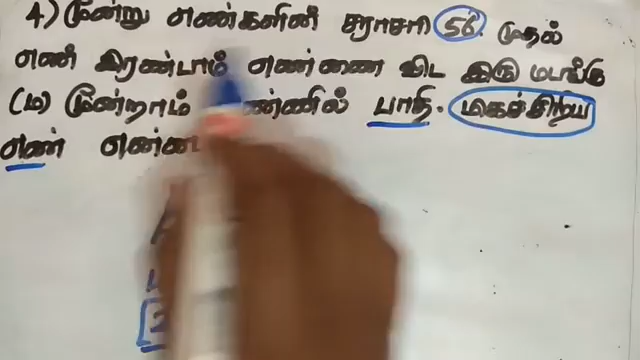 4) மூன்று எண்களின் சராசரி 56. முதல்
எண் இரண்டாம் எண்ணை விட இரு மடங்கு
(ம) மூன்றாம் எண்ணில் பாதி. மிகச்சிறிய
எண்